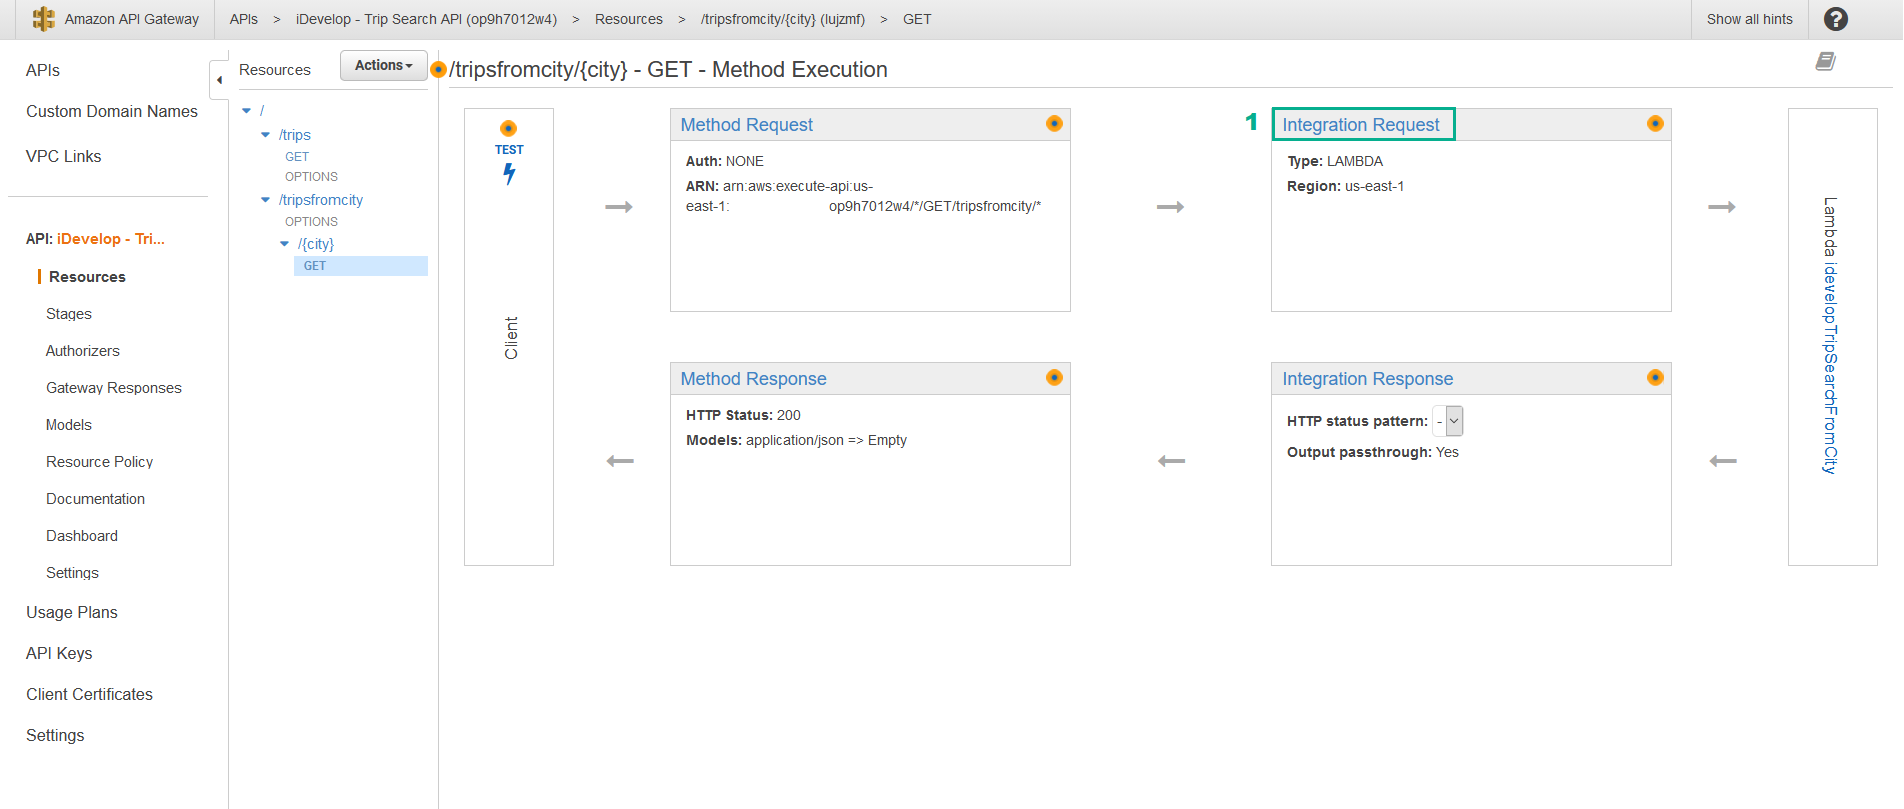 Amazon API Gateway
APIs > iDevelop - Trip Search API (op9h7012w4) > Resources > /tripsfromcity/{city} (lujzmf) > GET
Show all hints
?
APIs
Custom Domain Names
VPC Links
API: iDevelop - Tri...
Resources
Stages
Authorizers
Gateway Responses
Models
Resource Policy
Documentation
Dashboard
Settings
Usage Plans
API Keys
Client Certificates
Settings
Resources
Actions
/
/trips
GET
OPTIONS
/tripsfromcity
OPTIONS
/{city}
GET
/tripsfromcity/{city} - GET - Method Execution
TEST
Client
Method Request
Auth: NONE
ARN: arn:aws:execute-api:us-
east-1: op9h7012w4/*/GET/tripsfromcity/*
1
Integration Request
Type: LAMBDA
Region: us-east-1
Method Response
HTTP Status: 200
Models: application/json => Empty
Integration Response
HTTP status pattern: -
Output passthrough: Yes
Lambda idevelopTripSearchFromCity